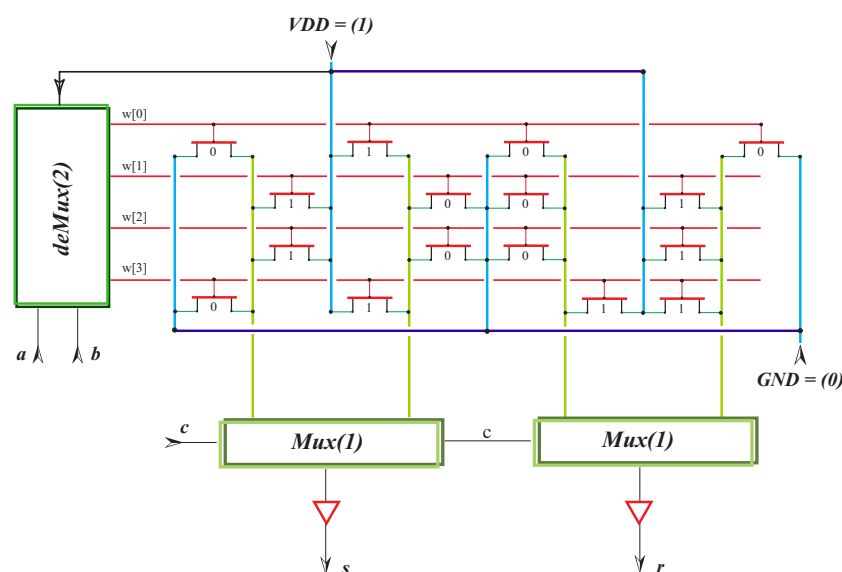 VDD = (1)
w[0]
0 1 0 0
w[1]
1 0 0 1
deMux(2)
w[2]
1 0 0 1
w[3]
0 1 1 1
a b
GND = (0)
c Mux(1) c Mux(1)
s r